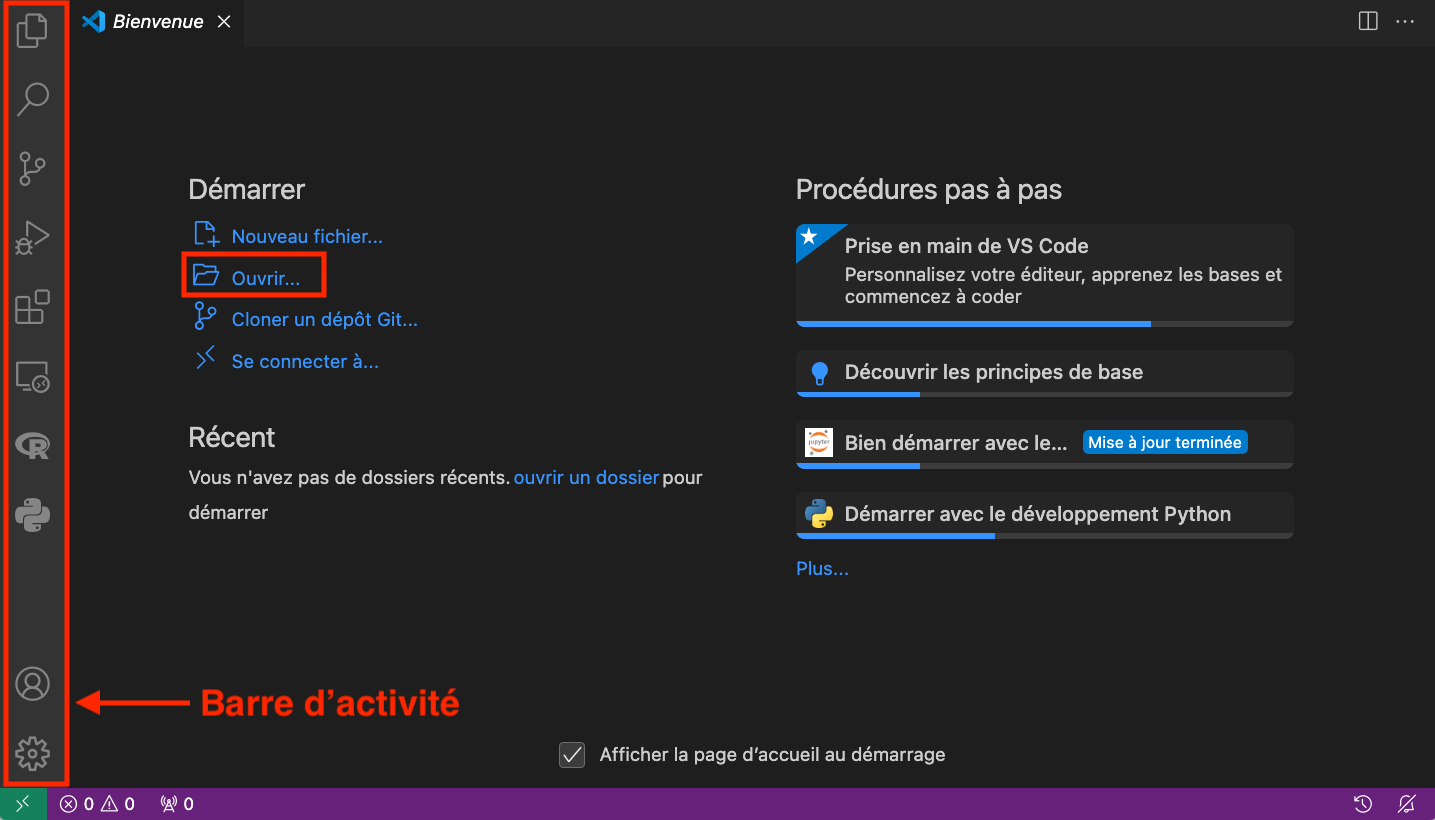 Bienvenue
Démarrer
Nouveau fichier...
Ouvrir...
Cloner un dépôt Git...
Se connecter à...
Récent
Vous n'avez pas de dossiers récents. ouvrir un dossier pour
démarrer
Procédures pas à pas
Prise en main de VS Code
Personnalisez votre éditeur, apprenez les bases et
commencez à coder
Découvrir les principes de base
jupyter
Bien démarrer avec le... Mise à jour terminée
Démarrer avec le développement Python
Plus...
Barre d’activité
Afficher la page d’accueil au démarrage
0 0 0